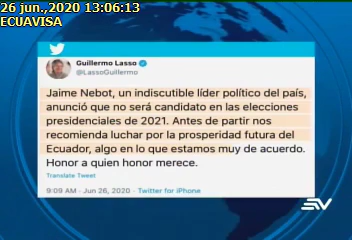 26 jun.,2020 13:06:13
ECUAVISA
Guillermo Lasso
@LassoGuillermo
Jaime Nebot, un indiscutible líder político del país,
anunció que no será candidato en las elecciones
presidenciales de 2021. Antes de partir nos
recomienda luchar por la prosperidad futura del
Ecuador, algo en lo que estamos muy de acuerdo.
Honor a quien honor merece.
Translate Tweet
9:09 AM - Jun 26, 2020 - Twitter for iPhone